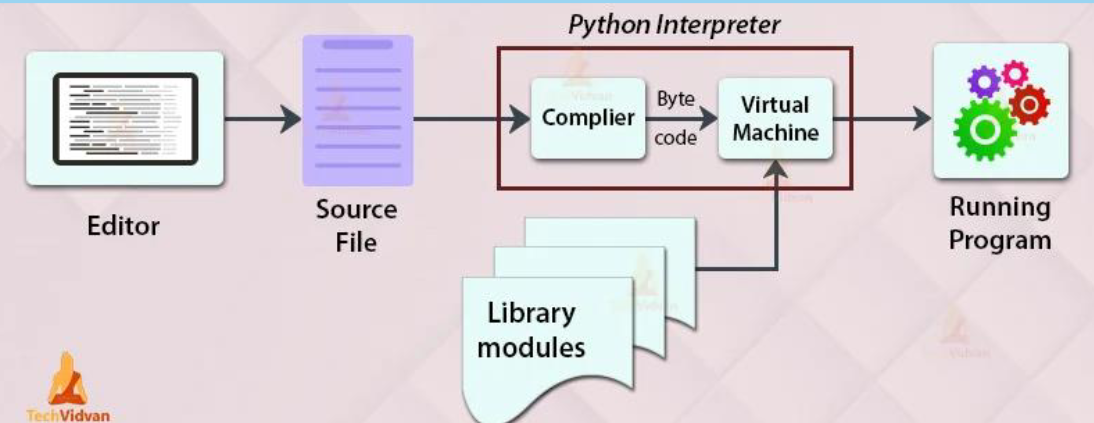 Python Interpreter
Editor
Source
File
Complier
Byte
code
Virtual
Machine
Running
Program
Library
modules
TechVidvan